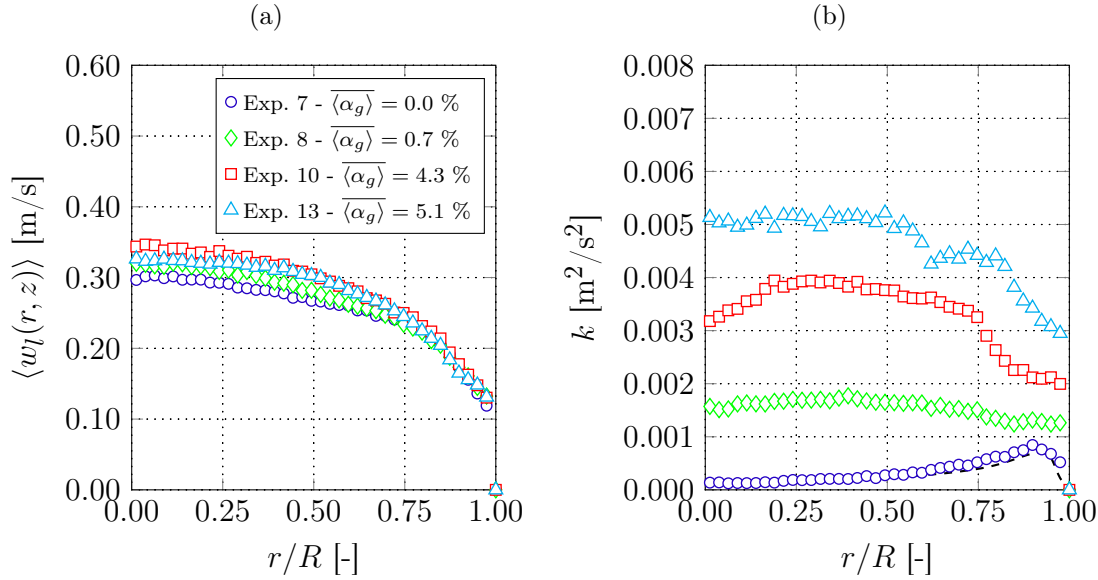 (a)
0.60
0.50
0.40
0.30
0.20
0.10
0.00
0.00 0.25 0.50 0.75 1.00
r/R [-]
⟨w_l(r, z)⟩ [m/s]
Exp. 7 - \overline{⟨α_g⟩} = 0.0 %
Exp. 8 - \overline{⟨α_g⟩} = 0.7 %
Exp. 10 - \overline{⟨α_g⟩} = 4.3 %
Exp. 13 - \overline{⟨α_g⟩} = 5.1 %
(b)
0.008
0.007
0.006
0.005
0.004
0.003
0.002
0.001
0.000
0.00 0.25 0.50 0.75 1.00
r/R [-]
k [m²/s²]